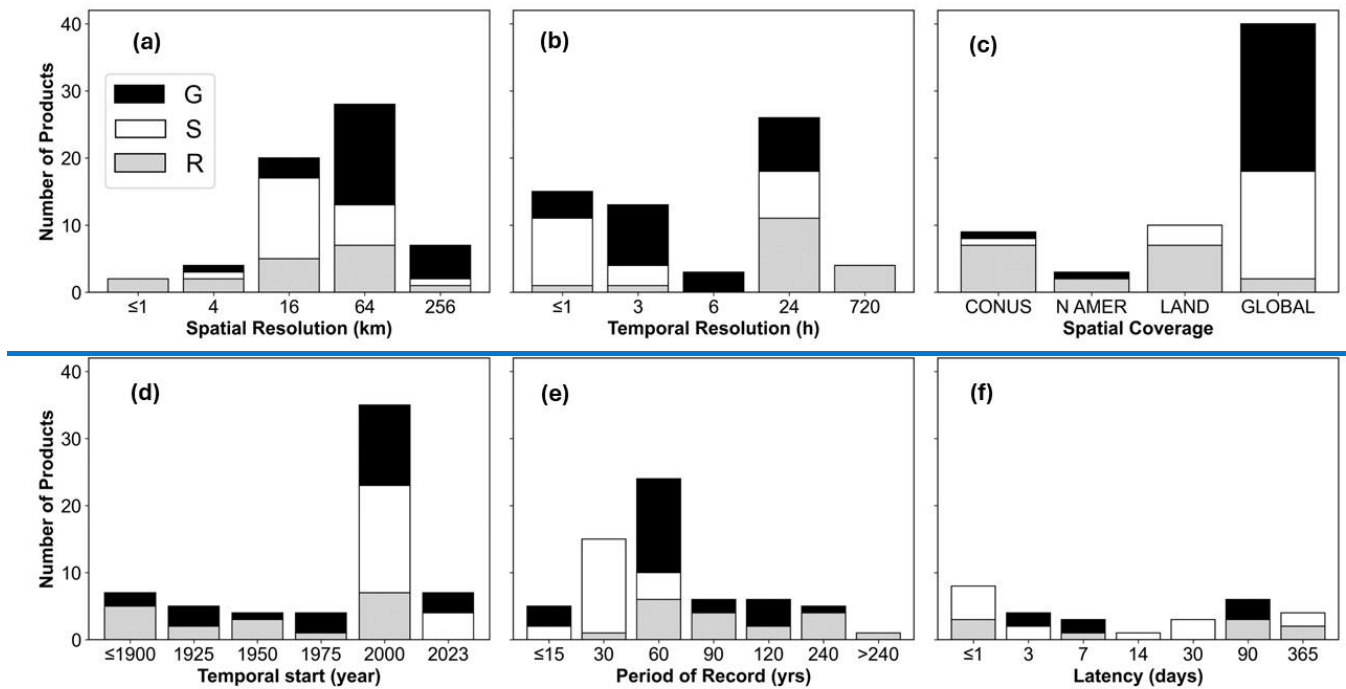 (a)
G
S
R
Number of Products
40
30
20
10
0
≤1 4 16 64 256
Spatial Resolution (km)
(b)
≤1 3 6 24 720
Temporal Resolution (h)
(c)
CONUS N AMER LAND GLOBAL
Spatial Coverage
(d)
Number of Products
40
30
20
10
0
≤1900 1925 1950 1975 2000 2023
Temporal start (year)
(e)
≤15 30 60 90 120 240 >240
Period of Record (yrs)
(f)
≤1 3 7 14 30 90 365
Latency (days)